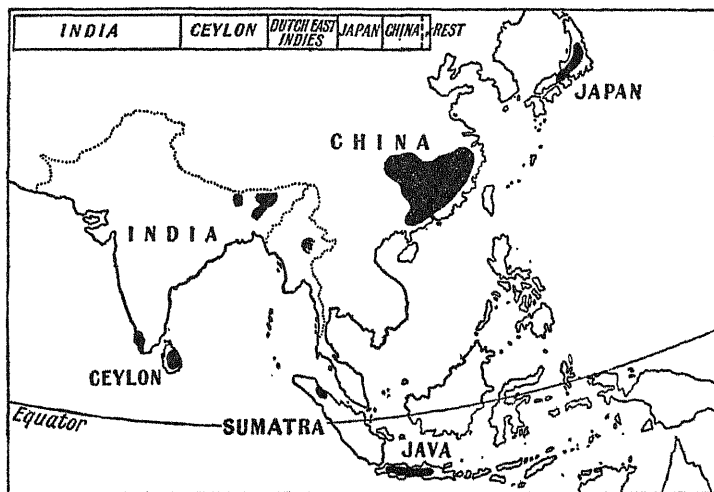 INDIA
CEYLON
DUTCH EAST
INDIES
JAPAN
CHINA
REST
JAPAN
CHINA
INDIA
CEYLON
Equator
SUMATRA
JAVA